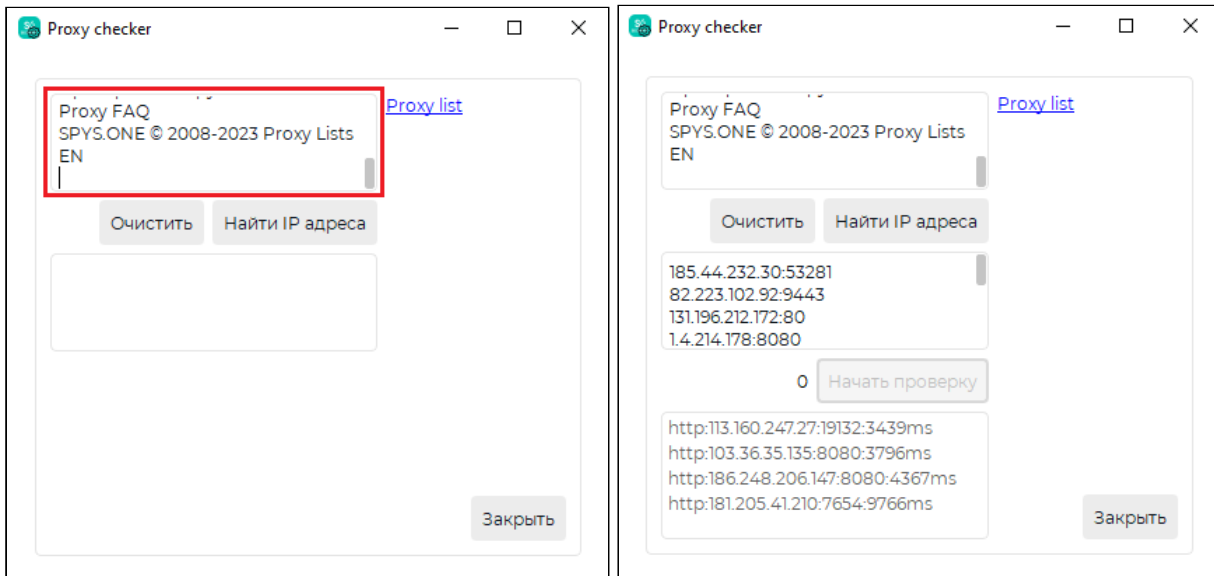 Proxy checker
Proxy FAQ
SPYS.ONE © 2008-2023 Proxy Lists
EN
Proxy list
Очистить
Найти IP адреса
Закрыть
Proxy checker
Proxy FAQ
SPYS.ONE © 2008-2023 Proxy Lists
EN
Proxy list
Очистить
Найти IP адреса
185.44.232.30:53281
82.223.102.92:9443
131.196.212.172:80
1.4.214.178:8080
0
Начать проверку
http:113.160.247.27:19132:3439ms
http:103.36.35.135:8080:3796ms
http:186.248.206.147:8080:4367ms
http:181.205.41.210:7654:9766ms
Закрыть